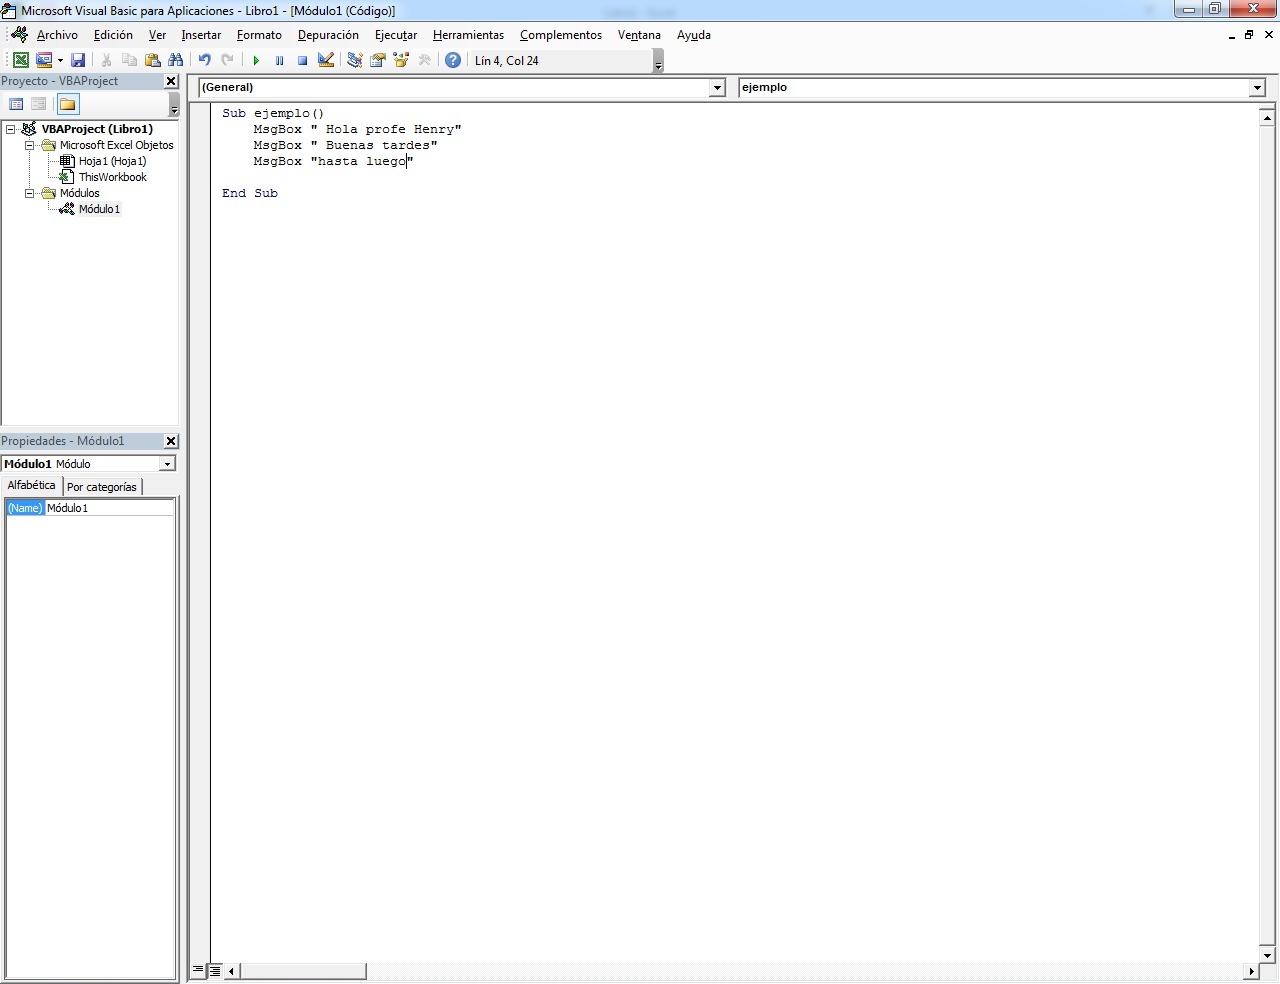 Microsoft Visual Basic para Aplicaciones - Libro1 - [Módulo1 (Código)]
Archivo Edición Ver Insertar Formato Depuración Ejecutar Herramientas Complementos Ventana Ayuda
Lín 4, Col 24
Proyecto - VBAProject
VBAProject (Libro1)
Microsoft Excel Objetos
Hoja1 (Hoja1)
ThisWorkbook
Módulos
Módulo1
Propiedades - Módulo1
Módulo1 Módulo
Alfabética Por categorías
(Name) Módulo1
(General) ejemplo
Sub ejemplo()
MsgBox " Hola profe Henry"
MsgBox " Buenas tardes"
MsgBox "hasta luego"
End Sub